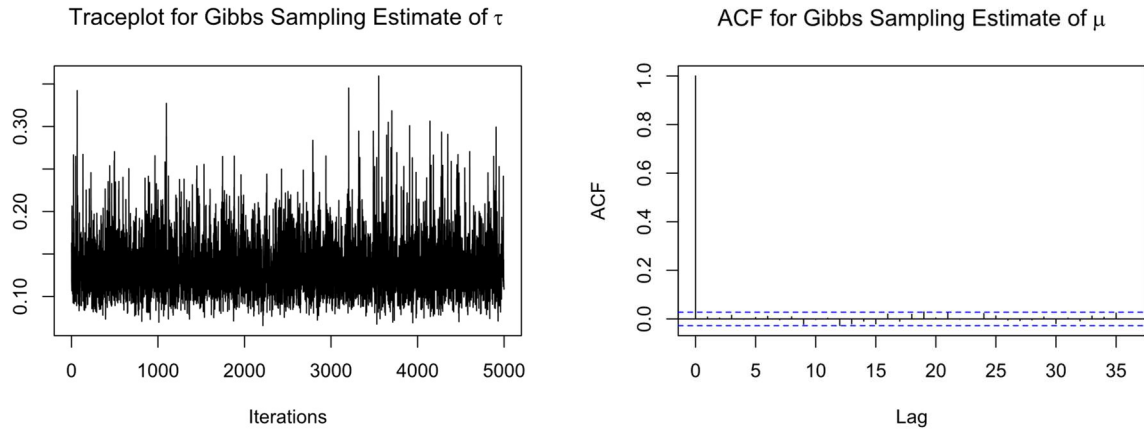 Traceplot for Gibbs Sampling Estimate of τ
0.30
0.20
0.10
0 1000 2000 3000 4000 5000
Iterations
ACF for Gibbs Sampling Estimate of μ
ACF
1.0
0.8
0.6
0.4
0.2
0.0
0 5 10 15 20 25 30 35
Lag